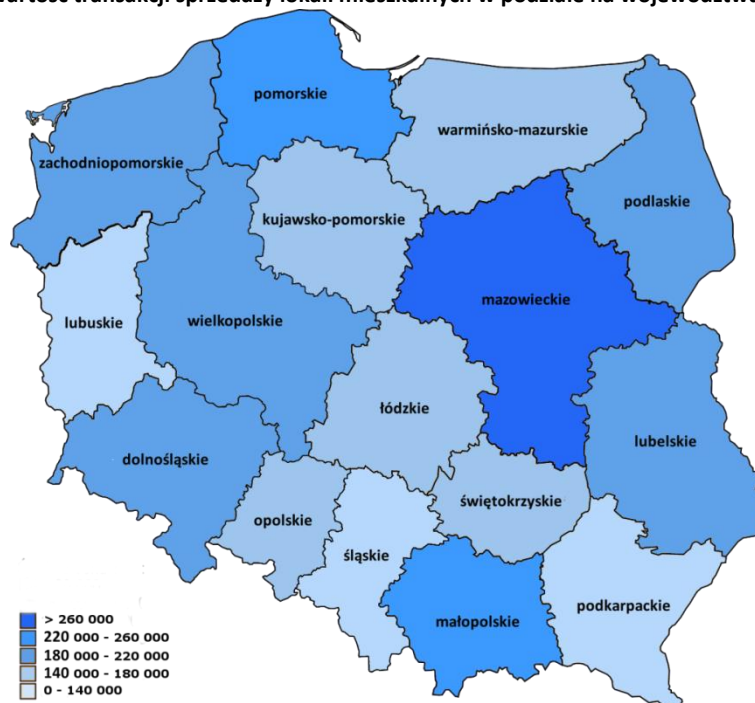 wartość transakcji sprzedaży lokali mieszkalnych w podziale na województwa
pomorskie
warmińsko-mazurskie
zachodniopomorskie
podlaskie
kujawsko-pomorskie
mazowieckie
lubuskie
wielkopolskie
łódzkie
lubelskie
dolnośląskie
świętokrzyskie
opolskie
śląskie
podkarpackie
małopolskie
> 260 000
220 000 - 260 000
180 000 - 220 000
140 000 - 180 000
0 - 140 000